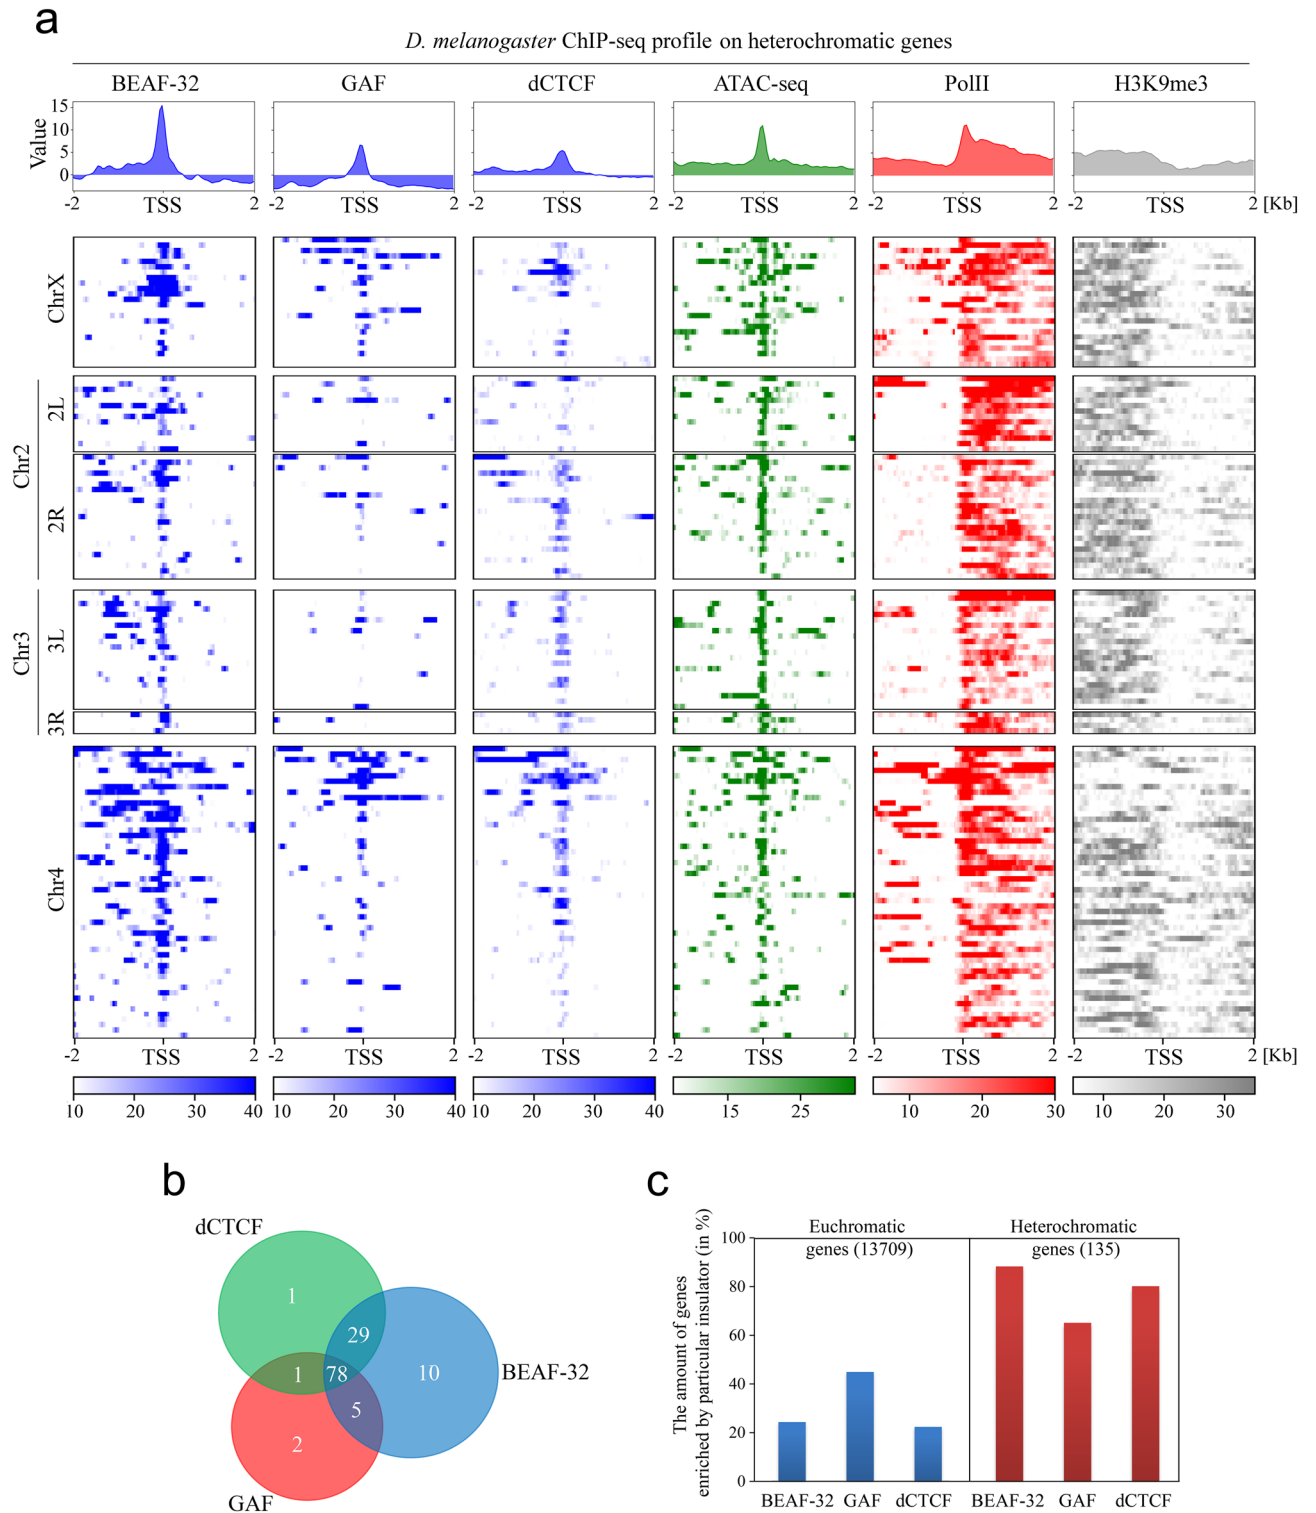 a
D. melanogaster ChIP-seq profile on heterochromatic genes
BEAF-32 GAF dCTCF ATAC-seq PolII H3K9me3
Value
15
10
5
0
-2 TSS 2 -2 TSS 2 -2 TSS 2 -2 TSS 2 -2 TSS 2 -2 TSS 2 [Kb]
ChrX
Chr2
2L
2R
Chr3
3L
3R
Chr4
-2 TSS 2 -2 TSS 2 -2 TSS 2 -2 TSS 2 -2 TSS 2 -2 TSS 2 [Kb]
10 20 30 40 10 20 30 40 10 20 30 40 15 25 10 20 30 10 20 30
b
dCTCF
1
29
1 78 10 BEAF-32
5
2
GAF
c
The amount of genes
enriched by particular insulator (in %)
Euchromatic
genes (13709)
Heterochromatic
genes (135)
100
80
60
40
20
0
BEAF-32 GAF dCTCF BEAF-32 GAF dCTCF